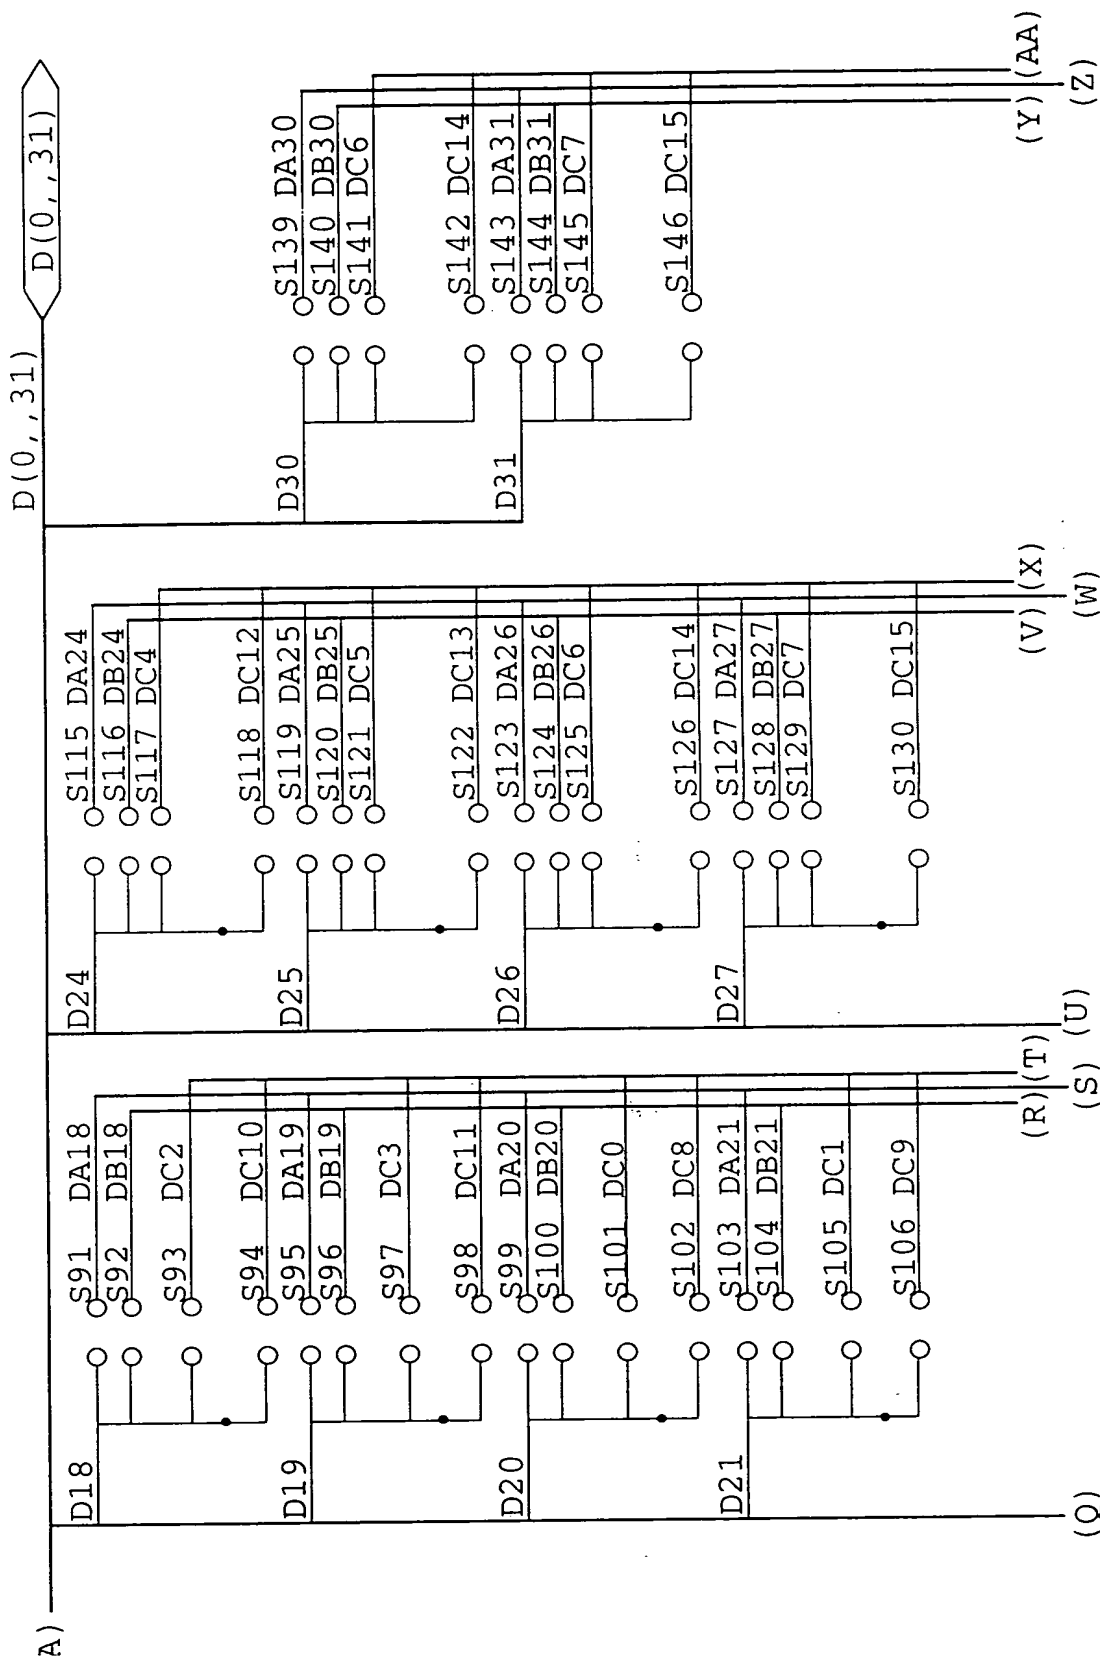 D(0,,31)
D(0,,31)
A)
D18
S91 DA18
S92 DB18
S93 DC2
S94 DC10
D19
S95 DA19
S96 DB19
S97 DC3
S98 DC11
D20
S99 DA20
S100 DB20
S101 DC0
S102 DC8
D21
S103 DA21
S104 DB21
S105 DC1
S106 DC9
(Q)
(R)
(S)
(T)
D24
S115 DA24
S116 DB24
S117 DC4
S118 DC12
D25
S119 DA25
S120 DB25
S121 DC5
S122 DC13
D26
S123 DA26
S124 DB26
S125 DC6
S126 DC14
D27
S127 DA27
S128 DB27
S129 DC7
S130 DC15
(U)
(V)
(W)
(X)
D30
S139 DA30
S140 DB30
S141 DC6
S142 DC14
D31
S143 DA31
S144 DB31
S145 DC7
S146 DC15
(Y)
(Z)
(AA)